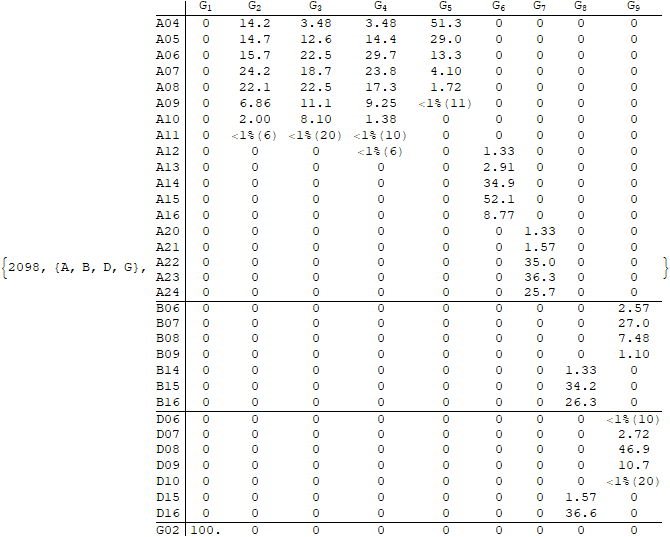 G1 G2 G3 G4 G5 G6 G7 G8 G9
A04 0 14.2 3.48 3.48 51.3 0 0 0 0
A05 0 14.7 12.6 14.4 29.0 0 0 0 0
A06 0 15.7 22.5 29.7 13.3 0 0 0 0
A07 0 24.2 18.7 23.8 4.10 0 0 0 0
A08 0 22.1 22.5 17.3 1.72 0 0 0 0
A09 0 6.86 11.1 9.25 <1%(11) 0 0 0 0
A10 0 2.00 8.10 1.38 0 0 0 0 0
A11 0 <1%(6) <1%(20) <1%(10) 0 0 0 0 0
A12 0 0 0 <1%(6) 0 1.33 0 0 0
A13 0 0 0 0 0 2.91 0 0 0
A14 0 0 0 0 0 34.9 0 0 0
A15 0 0 0 0 0 52.1 0 0 0
A16 0 0 0 0 0 8.77 0 0 0
A20 0 0 0 0 0 0 1.33 0 0
A21 0 0 0 0 0 0 1.57 0 0
{2098, {A, B, D, G}, A22 0 0 0 0 0 0 35.0 0 0 }
A23 0 0 0 0 0 0 36.3 0 0
A24 0 0 0 0 0 0 25.7 0 0
B06 0 0 0 0 0 0 0 0 2.57
B07 0 0 0 0 0 0 0 0 27.0
B08 0 0 0 0 0 0 0 0 7.48
B09 0 0 0 0 0 0 0 0 1.10
B14 0 0 0 0 0 0 0 1.33 0
B15 0 0 0 0 0 0 0 34.2 0
B16 0 0 0 0 0 0 0 26.3 0
D06 0 0 0 0 0 0 0 0 <1%(10)
D07 0 0 0 0 0 0 0 0 2.72
D08 0 0 0 0 0 0 0 0 46.9
D09 0 0 0 0 0 0 0 0 10.7
D10 0 0 0 0 0 0 0 0 <1%(20)
D15 0 0 0 0 0 0 0 1.57 0
D16 0 0 0 0 0 0 0 36.6 0
G02 100. 0 0 0 0 0 0 0 0